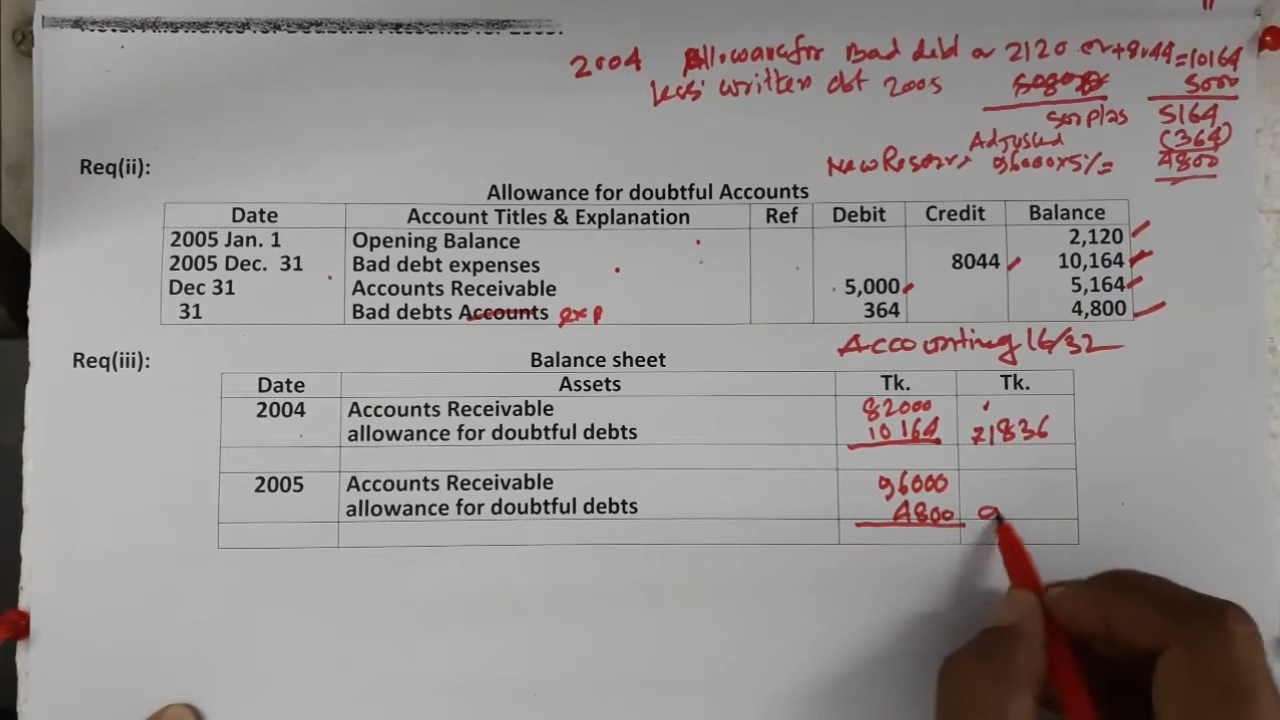 2004 Allowance for Bad debt 2120 +8044 =10164
Less written off 2005 5000
Surplus 5164
Adjusted (364)
New Reserve 96000x5%= 4800
Req(ii):
Allowance for doubtful Accounts
Date Account Titles & Explanation Ref Debit Credit Balance
2005 Jan. 1 Opening Balance 2,120
2005 Dec. 31 Bad debt expenses 8044 10,164
Dec 31 Accounts Receivable 5,000 5,164
31 Bad debts Accounts exp 364 4,800
Accounting 16/32
Req(iii):
Balance sheet
Date Assets Tk. Tk.
2004 Accounts Receivable 82000
allowance for doubtful debts 10164 71836
2005 Accounts Receivable 96000
allowance for doubtful debts 4800 9